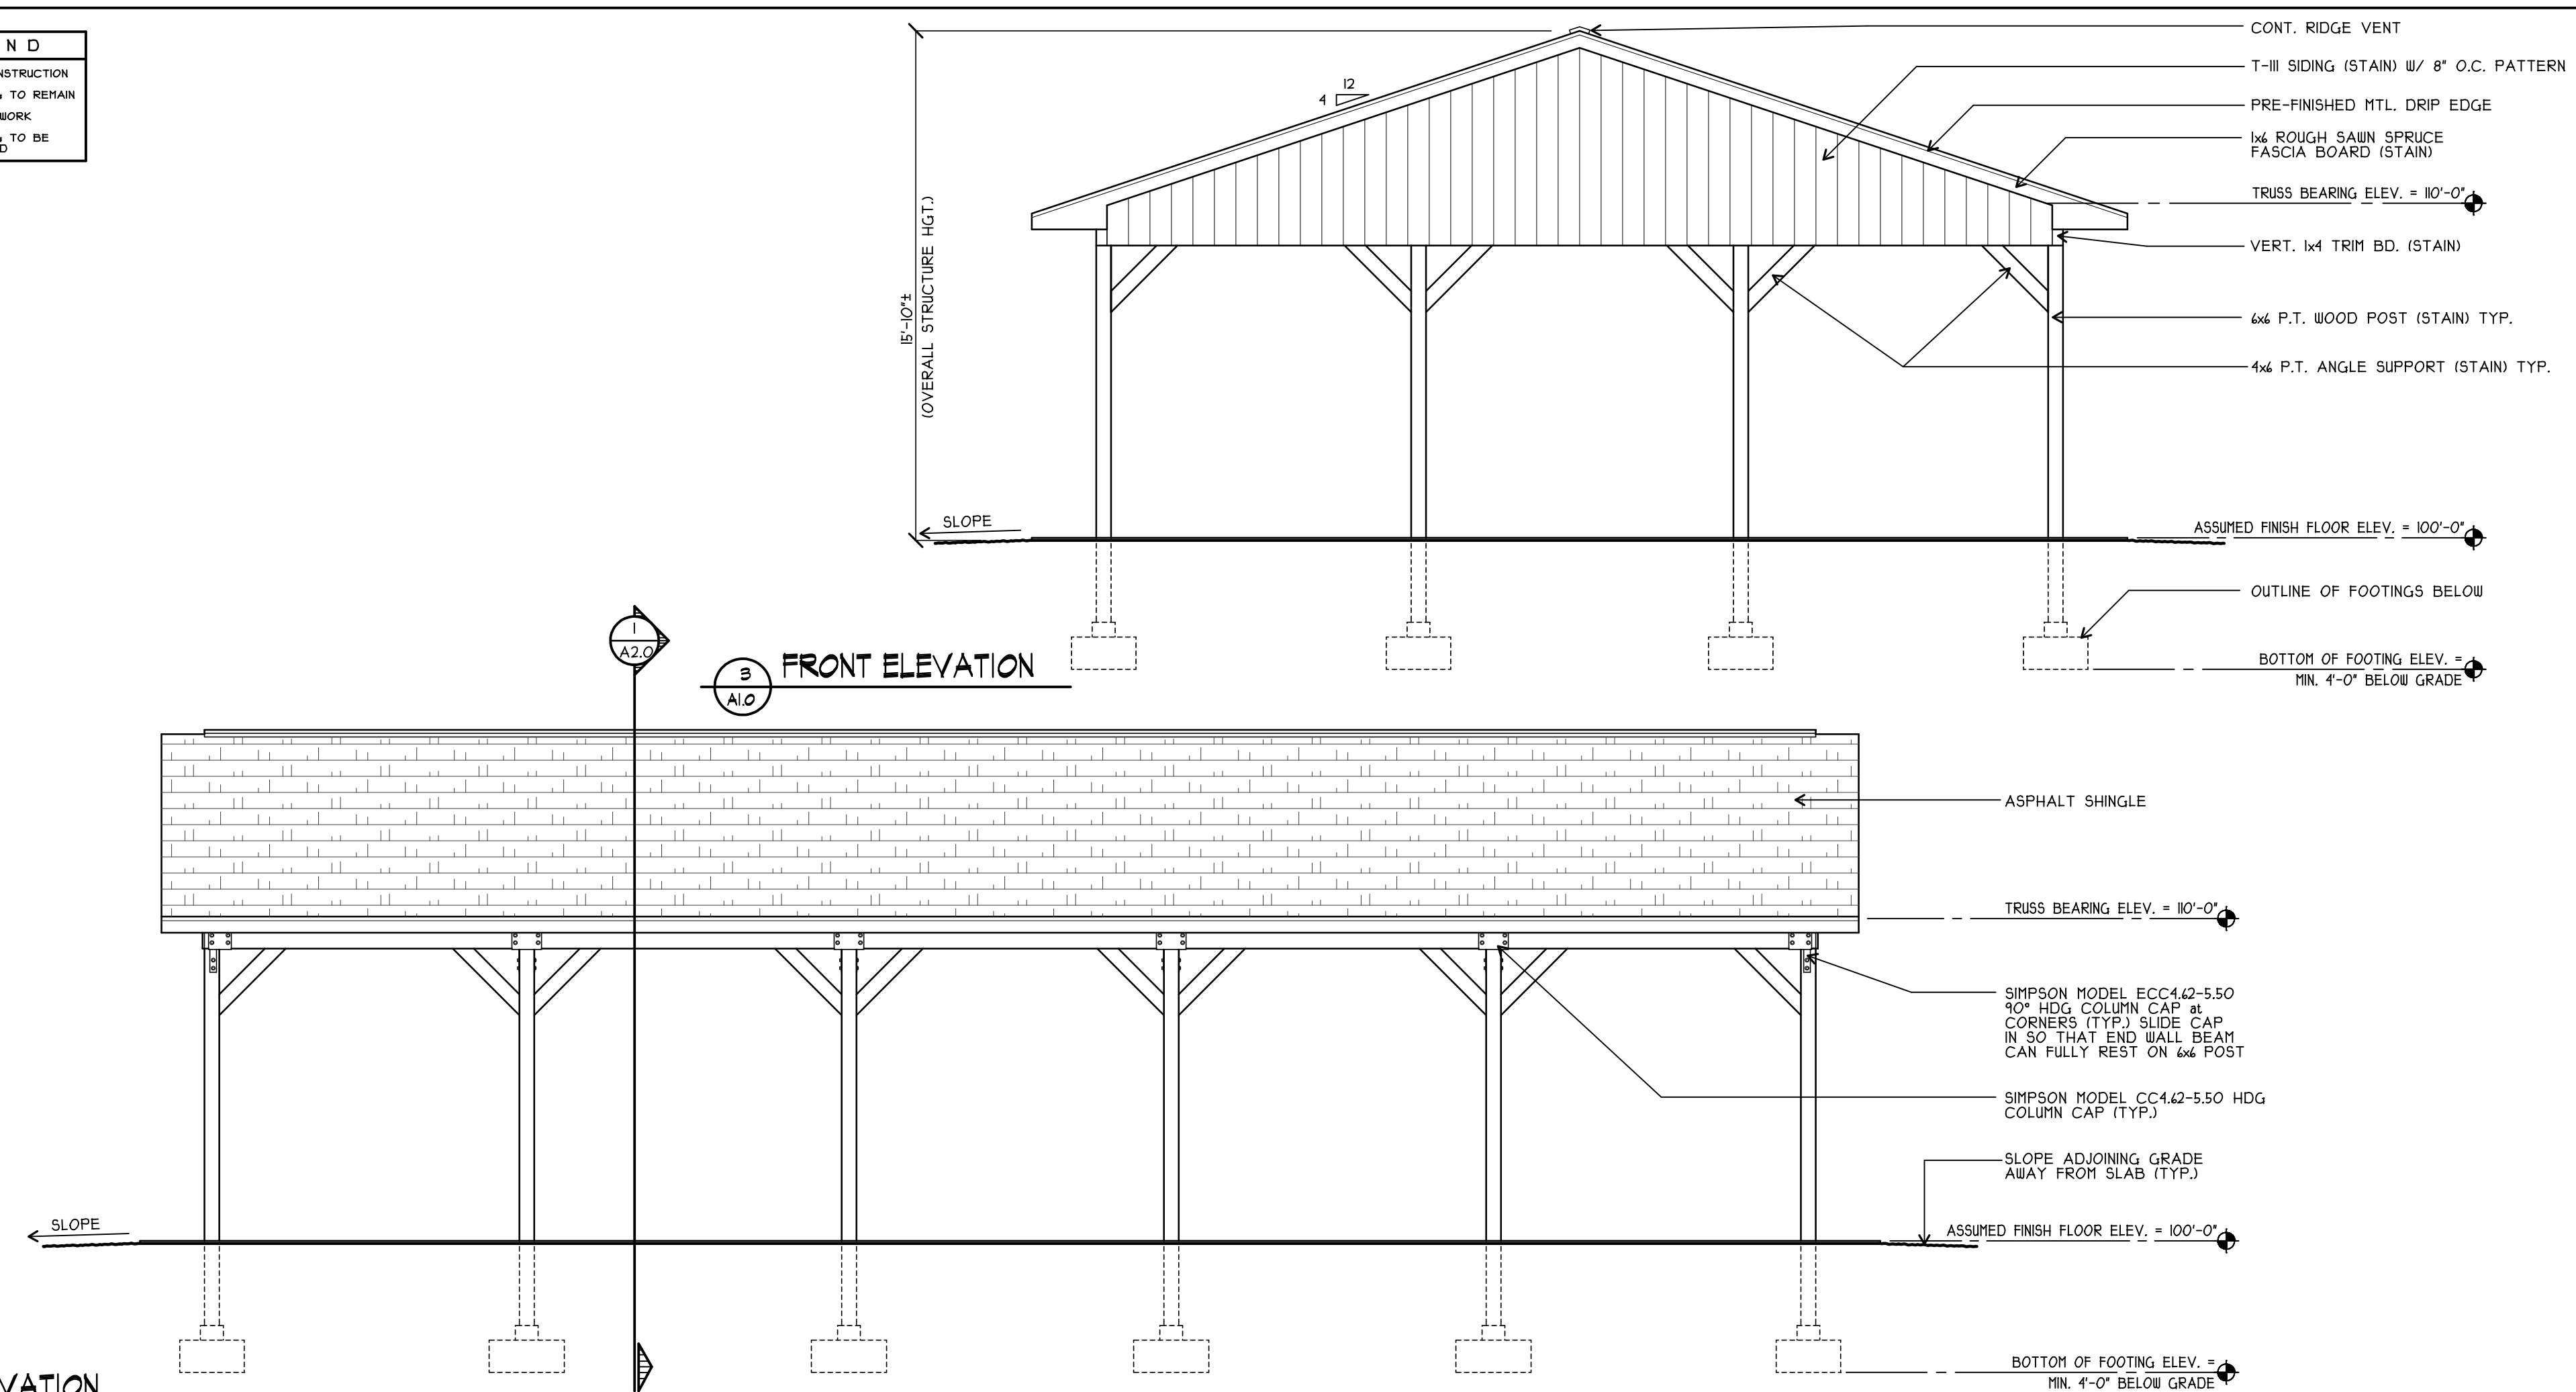 N D
NSTRUCTION
TO REMAIN
WORK
TO BE
D
CONT. RIDGE VENT
T-111 SIDING (STAIN) W/ 8" O.C. PATTERN
PRE-FINISHED MTL. DRIP EDGE
1x6 ROUGH SAWN SPRUCE
FASCIA BOARD (STAIN)
TRUSS BEARING ELEV. = 110'-0"
VERT. 1x4 TRIM BD. (STAIN)
6x6 P.T. WOOD POST (STAIN) TYP.
4x6 P.T. ANGLE SUPPORT (STAIN) TYP.
12
4
15'-10"±
(OVERALL STRUCTURE HGT.)
SLOPE
ASSUMED FINISH FLOOR ELEV. = 100'-0"
OUTLINE OF FOOTINGS BELOW
BOTTOM OF FOOTING ELEV. =
MIN. 4'-0" BELOW GRADE
1
A2.0
3
A1.0
FRONT ELEVATION
ASPHALT SHINGLE
TRUSS BEARING ELEV. = 110'-0"
SIMPSON MODEL ECC4.62-5.50
90° HDG COLUMN CAP at
CORNERS (TYP.) SLIDE CAP
IN SO THAT END WALL BEAM
CAN FULLY REST ON 6x6 POST
SIMPSON MODEL CC4.62-5.50 HDG
COLUMN CAP (TYP.)
SLOPE ADJOINING GRADE
AWAY FROM SLAB (TYP.)
SLOPE
ASSUMED FINISH FLOOR ELEV. = 100'-0"
BOTTOM OF FOOTING ELEV. =
MIN. 4'-0" BELOW GRADE
VATION